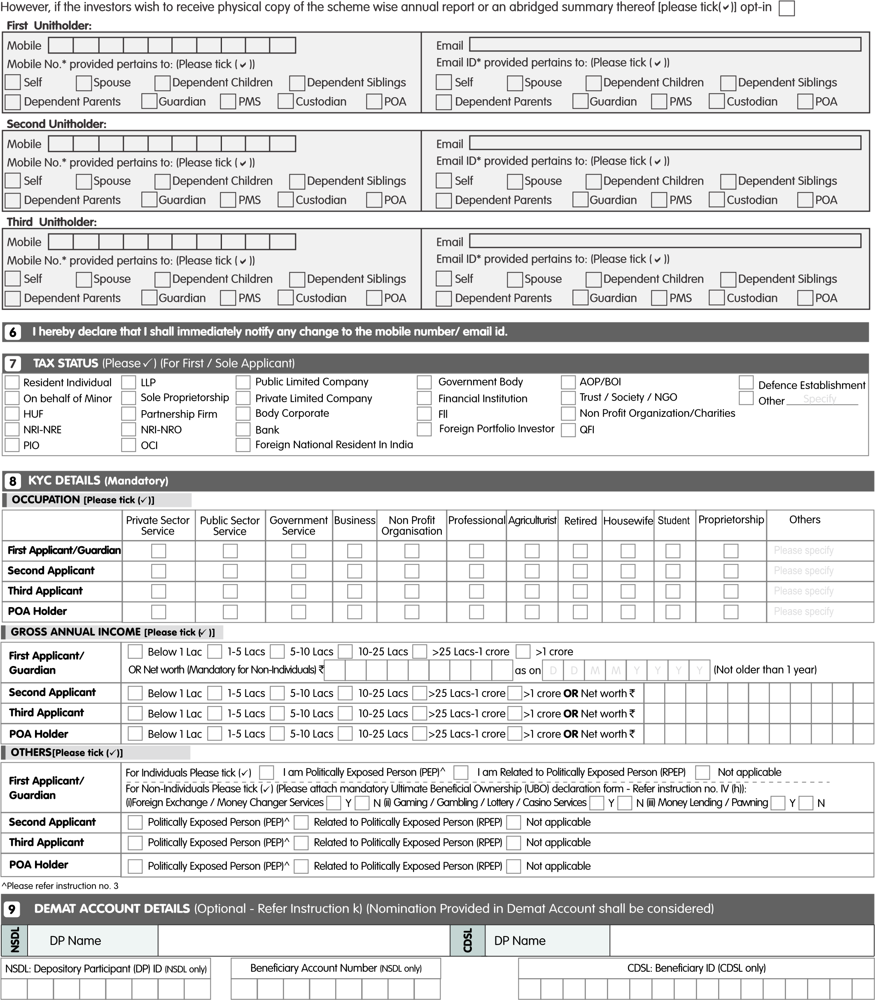 However, if the investors wish to receive physical copy of the scheme wise annual report or an abridged summary thereof [please tick(✓)] opt-in
First Unitholder:
Mobile Email
Mobile No.* provided pertains to: (Please tick ( ✓ )) Email ID* provided pertains to: (Please tick ( ✓ ))
Self Spouse Dependent Children Dependent Siblings Self Spouse Dependent Children Dependent Siblings
Dependent Parents Guardian PMS Custodian POA Dependent Parents Guardian PMS Custodian POA
Second Unitholder:
Mobile Email
Mobile No.* provided pertains to: (Please tick ( ✓ )) Email ID* provided pertains to: (Please tick ( ✓ ))
Self Spouse Dependent Children Dependent Siblings Self Spouse Dependent Children Dependent Siblings
Dependent Parents Guardian PMS Custodian POA Dependent Parents Guardian PMS Custodian POA
Third Unitholder:
Mobile Email
Mobile No.* provided pertains to: (Please tick ( ✓ )) Email ID* provided pertains to: (Please tick ( ✓ ))
Self Spouse Dependent Children Dependent Siblings Self Spouse Dependent Children Dependent Siblings
Dependent Parents Guardian PMS Custodian POA Dependent Parents Guardian PMS Custodian POA
6 I hereby declare that I shall immediately notify any change to the mobile number/ email id.
7 TAX STATUS (Please ✓) (For First / Sole Applicant)
Resident Individual LLP Public Limited Company Government Body AOP/BOI Defence Establishment
On behalf of Minor Sole Proprietorship Private Limited Company Financial Institution Trust / Society / NGO Other Specify
HUF Partnership Firm Body Corporate FII Non Profit Organization/Charities
NRI-NRE NRI-NRO Bank Foreign Portfolio Investor QFI
PIO OCI Foreign National Resident In India
8 KYC DETAILS (Mandatory)
OCCUPATION [Please tick (✓)]
Private Sector Service Public Sector Service Government Service Business Non Profit Organisation Professional Agriculturist Retired Housewife Student Proprietorship Others
First Applicant/Guardian Please specify
Second Applicant Please specify
Third Applicant Please specify
POA Holder Please specify
GROSS ANNUAL INCOME [Please tick (✓ )]
First Applicant/ Guardian Below 1 Lac 1-5 Lacs 5-10 Lacs 10-25 Lacs >25 Lacs-1 crore >1 crore
OR Net worth (Mandatory for Non-Individuals) ₹ as on D D M M Y Y Y Y (Not older than 1 year)
Second Applicant Below 1 Lac 1-5 Lacs 5-10 Lacs 10-25 Lacs >25 Lacs-1 crore >1 crore OR Net worth ₹
Third Applicant Below 1 Lac 1-5 Lacs 5-10 Lacs 10-25 Lacs >25 Lacs-1 crore >1 crore OR Net worth ₹
POA Holder Below 1 Lac 1-5 Lacs 5-10 Lacs 10-25 Lacs >25 Lacs-1 crore >1 crore OR Net worth ₹
OTHERS[Please tick (✓)]
First Applicant/ Guardian For Individuals Please tick (✓) I am Politically Exposed Person (PEP)^ I am Related to Politically Exposed Person (RPEP) Not applicable
For Non-Individuals Please tick (✓) (Please attach mandatory Ultimate Beneficial Ownership (UBO) declaration form - Refer instruction no. IV (h)):
(i)Foreign Exchange / Money Changer Services Y N (ii) Gaming / Gambling / Lottery / Casino Services Y N (iii) Money Lending / Pawning Y N
Second Applicant Politically Exposed Person (PEP)^ Related to Politically Exposed Person (RPEP) Not applicable
Third Applicant Politically Exposed Person (PEP)^ Related to Politically Exposed Person (RPEP) Not applicable
POA Holder Politically Exposed Person (PEP)^ Related to Politically Exposed Person (RPEP) Not applicable
^Please refer instruction no. 3
9 DEMAT ACCOUNT DETAILS (Optional - Refer Instruction k) (Nomination Provided in Demat Account shall be considered)
NSDL DP Name CDSL DP Name
NSDL: Depository Participant (DP) ID (NSDL only) Beneficiary Account Number (NSDL only) CDSL: Beneficiary ID (CDSL only)